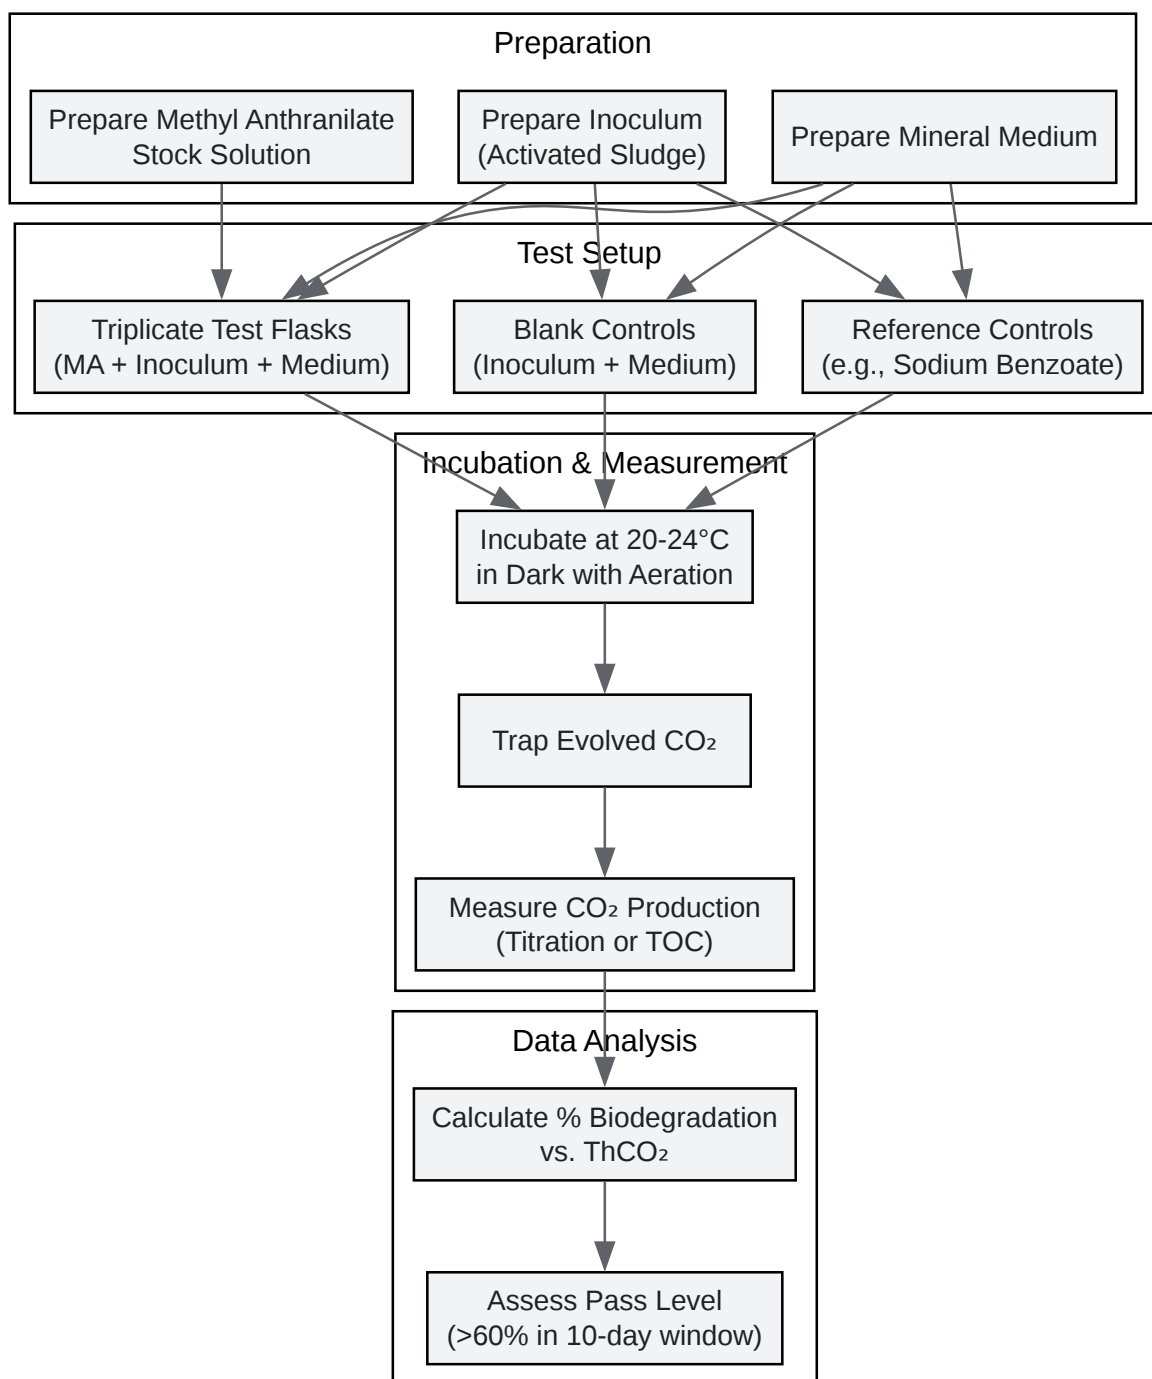 Preparation
Prepare Methyl Anthranilate
Stock Solution
Prepare Inoculum
(Activated Sludge)
Prepare Mineral Medium
Test Setup
Triplicate Test Flasks
(MA + Inoculum + Medium)
Blank Controls
(Inoculum + Medium)
Reference Controls
(e.g., Sodium Benzoate)
Incubation & Measurement
Incubate at 20-24°C
in Dark with Aeration
Trap Evolved CO₂
Measure CO₂ Production
(Titration or TOC)
Data Analysis
Calculate % Biodegradation
vs. ThCO₂
Assess Pass Level
(>60% in 10-day window)